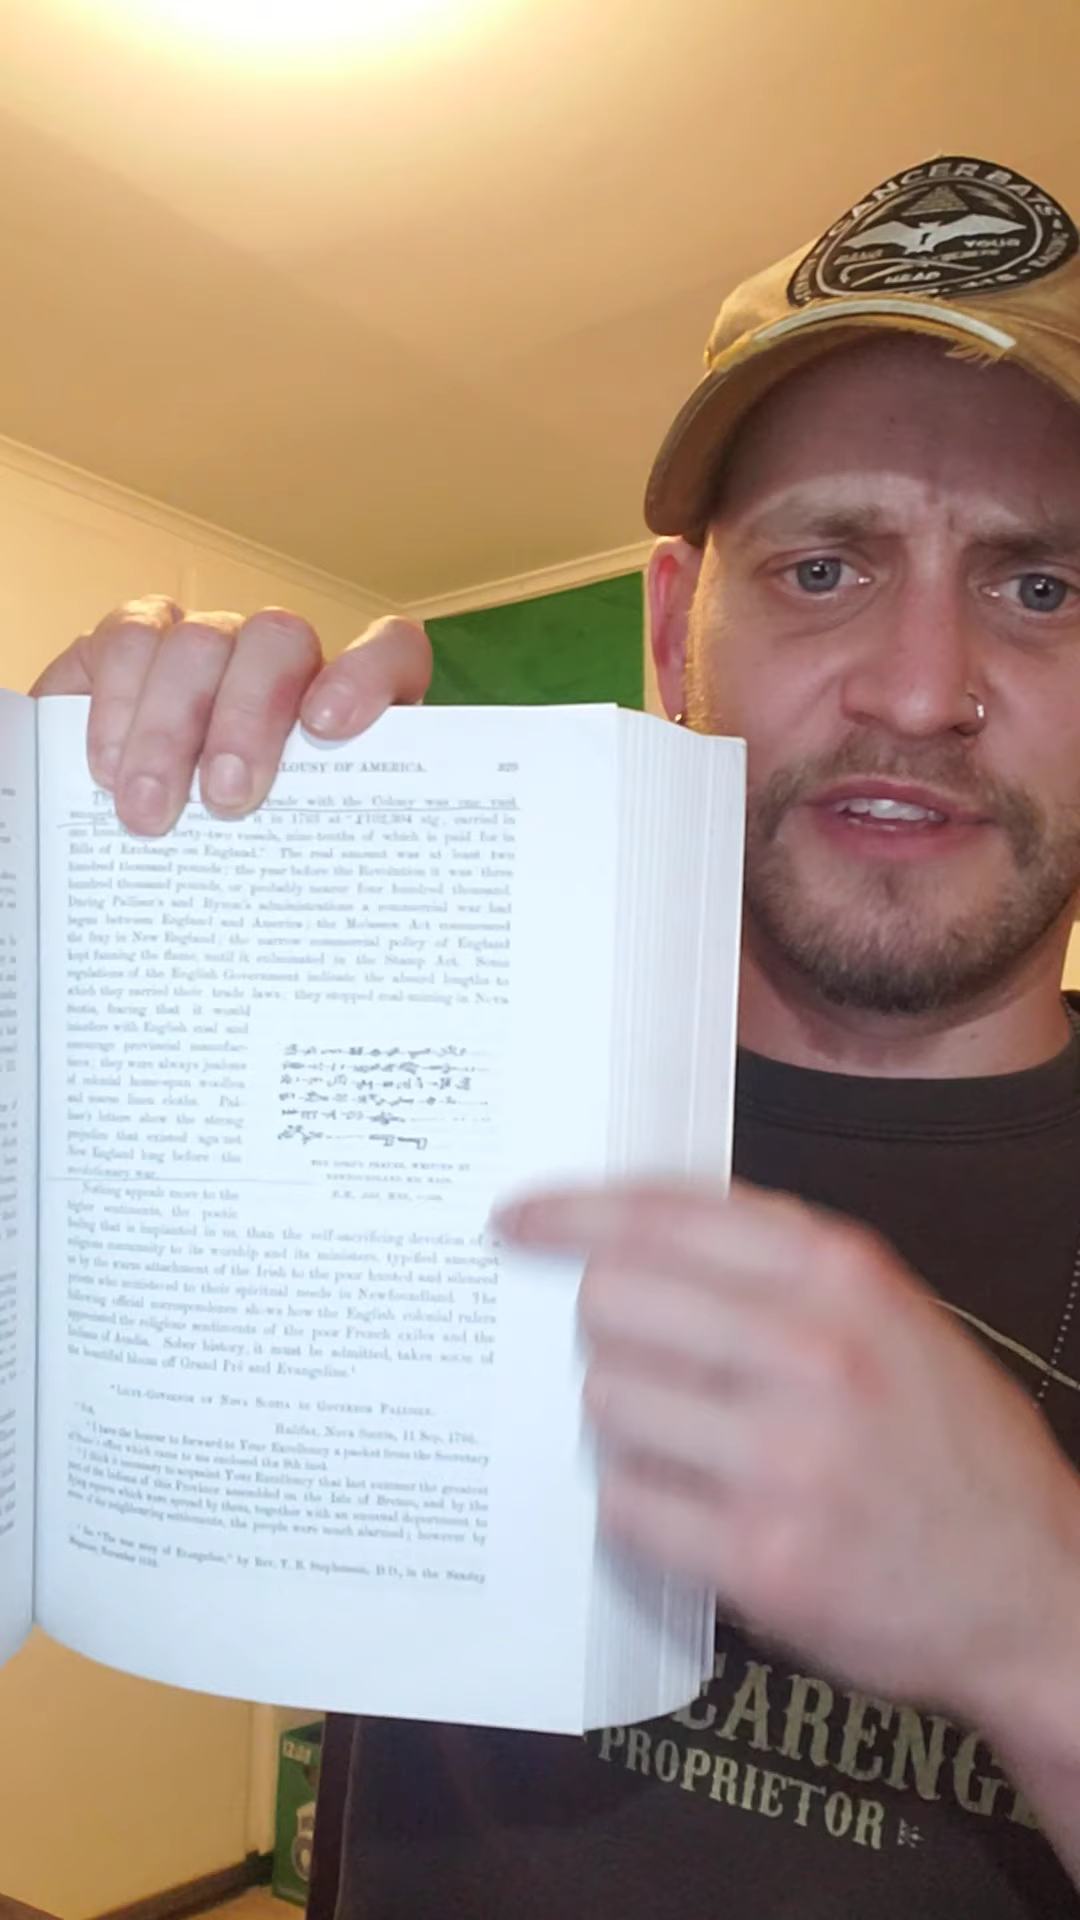 CANCER BATS
BANG YOUR
HEAD
LOUSY OF AMERICA. 329
trade with the Colony was one vast
it in 1765 at "£102,304 stg., carried in
one forty-two vessels, nine-tenths of which is paid for in
Bills of Exchange on England." The real amount was at least two
hundred thousand pounds; the year before the Revolution it was three
hundred thousand pounds, or probably nearer four hundred thousand.
During Palliser's and Byron's administrations a commercial war had
begun between England and America; the Molasses Act commenced
the fray in New England; the narrow commercial policy of England
kept fanning the flame, until it culminated in the Stamp Act. Some
regulations of the English Government indicate the absurd lengths to
which they carried their trade laws; they stopped coal-mining in Nova
Scotia, fearing that it would
interfere with English coal and
encourage provincial manufac-
tures; they were always jealous
of colonial home-spun woollen
and coarse linen cloths. Pal-
liser's letters show the strong
prejudice that existed against
New England long before the
revolutionary war.
THE LORD'S PRAYER, WRITTEN BY
NEWFOUNDLAND
Nothing appeals more to the
higher sentiments, the poetic
being that is implanted in us, than the self-sacrificing devotion of a
religious community to its worship and its ministers, typified amongst
us by the warm attachment of the Irish to the poor hunted and silenced
priests who ministered to their spiritual needs in Newfoundland. The
following official correspondence shows how the English colonial rulers
appreciated the religious sentiments of the poor French exiles and the
Indians of Acadia. Sober history, it must be admitted, takes some of
the beautiful bloom off Grand Pré and Evangeline.¹
"LIEUT.-GOVERNOR OF NOVA SCOTIA to GOVERNOR PALLISER.
"Sir, Halifax, Nova Scotia, 11 Sep.,
"I have the honour to forward to Your Excellency a packet from the Secretary
of State's office which came to me enclosed the 9th inst.
"I think it necessary to acquaint Your Excellency that last summer the greatest
part of the Indians of this Province assembled on the Isle of Breton, and by the
flying reports which were spread by them, together with an unusual deportment to
some of the neighbouring settlements, the people were much alarmed; however by
¹ See "The true story of Evangeline," by Rev. T. B. Stephenson, D.D., in the Sunday
Magazine, November
EARENG
PROPRIETOR